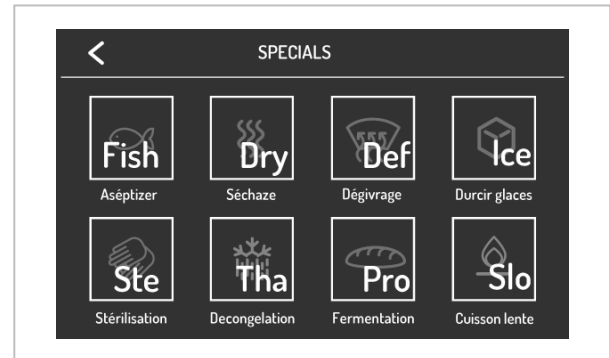 SPECIALS
Fish Dry Def Ice
Aséptizer Séchaze Dégivrage Durcir glaces
Ste Tha Pro Slo
Stérilisation Decongelation Fermentation Cuisson lente